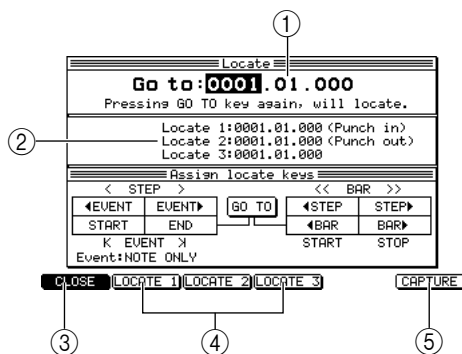 ①
Locate
Go to:0001.01.000
Pressing GO TO key again, will locate.
②
Locate 1:0001.01.000 (Punch in)
Locate 2:0001.01.000 (Punch out)
Locate 3:0001.01.000
Assign locate keys
< STEP > << BAR >>
◀EVENT EVENT▶ GO TO ◀STEP STEP▶
START END ◀BAR BAR▶
K EVENT X START STOP
Event:NOTE ONLY
CLOSE LOCATE 1 LOCATE 2 LOCATE 3 CAPTURE
③ ④ ⑤